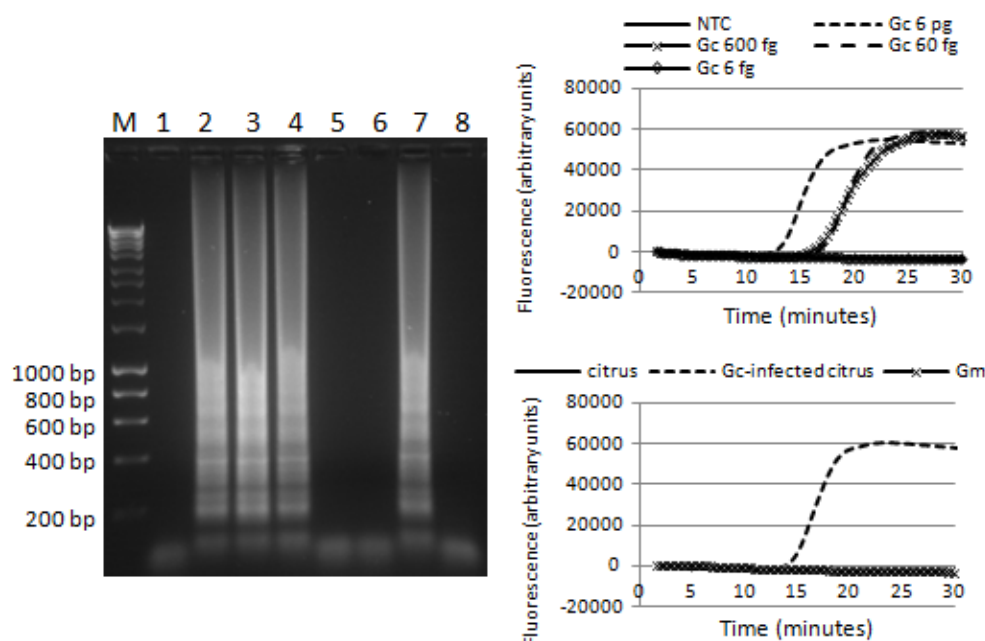 M 1 2 3 4 5 6 7 8
1000 bp
800 bp
600 bp
400 bp
200 bp
NTC Gc 6 pg
Gc 600 fg Gc 60 fg
Gc 6 fg
Fluorescence (arbitrary units)
80000
60000
40000
20000
0
-20000
0 5 10 15 20 25 30
Time (minutes)
citrus Gc-infected citrus Gm
Fluorescence (arbitrary units)
80000
60000
40000
20000
0
-20000
0 5 10 15 20 25 30
Time (minutes)